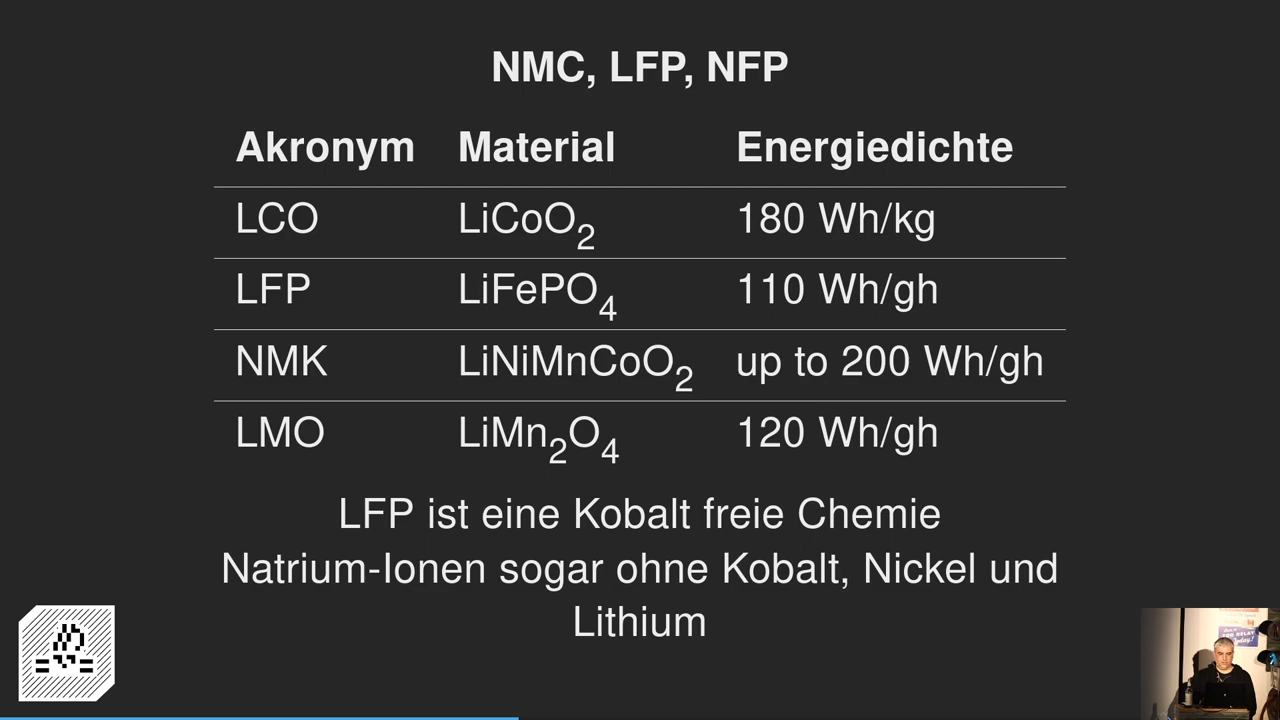 NMC, LFP, NFP
Akronym Material Energiedichte
LCO LiCoO₂ 180 Wh/kg
LFP LiFePO₄ 110 Wh/gh
NMK LiNiMnCoO₂ up to 200 Wh/gh
LMO LiMn₂O₄ 120 Wh/gh
LFP ist eine Kobalt freie Chemie
Natrium-Ionen sogar ohne Kobalt, Nickel und
Lithium